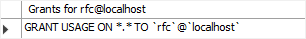 Grants for rfc@localhost
GRANT USAGE ON *.* TO `rfc`@`localhost`